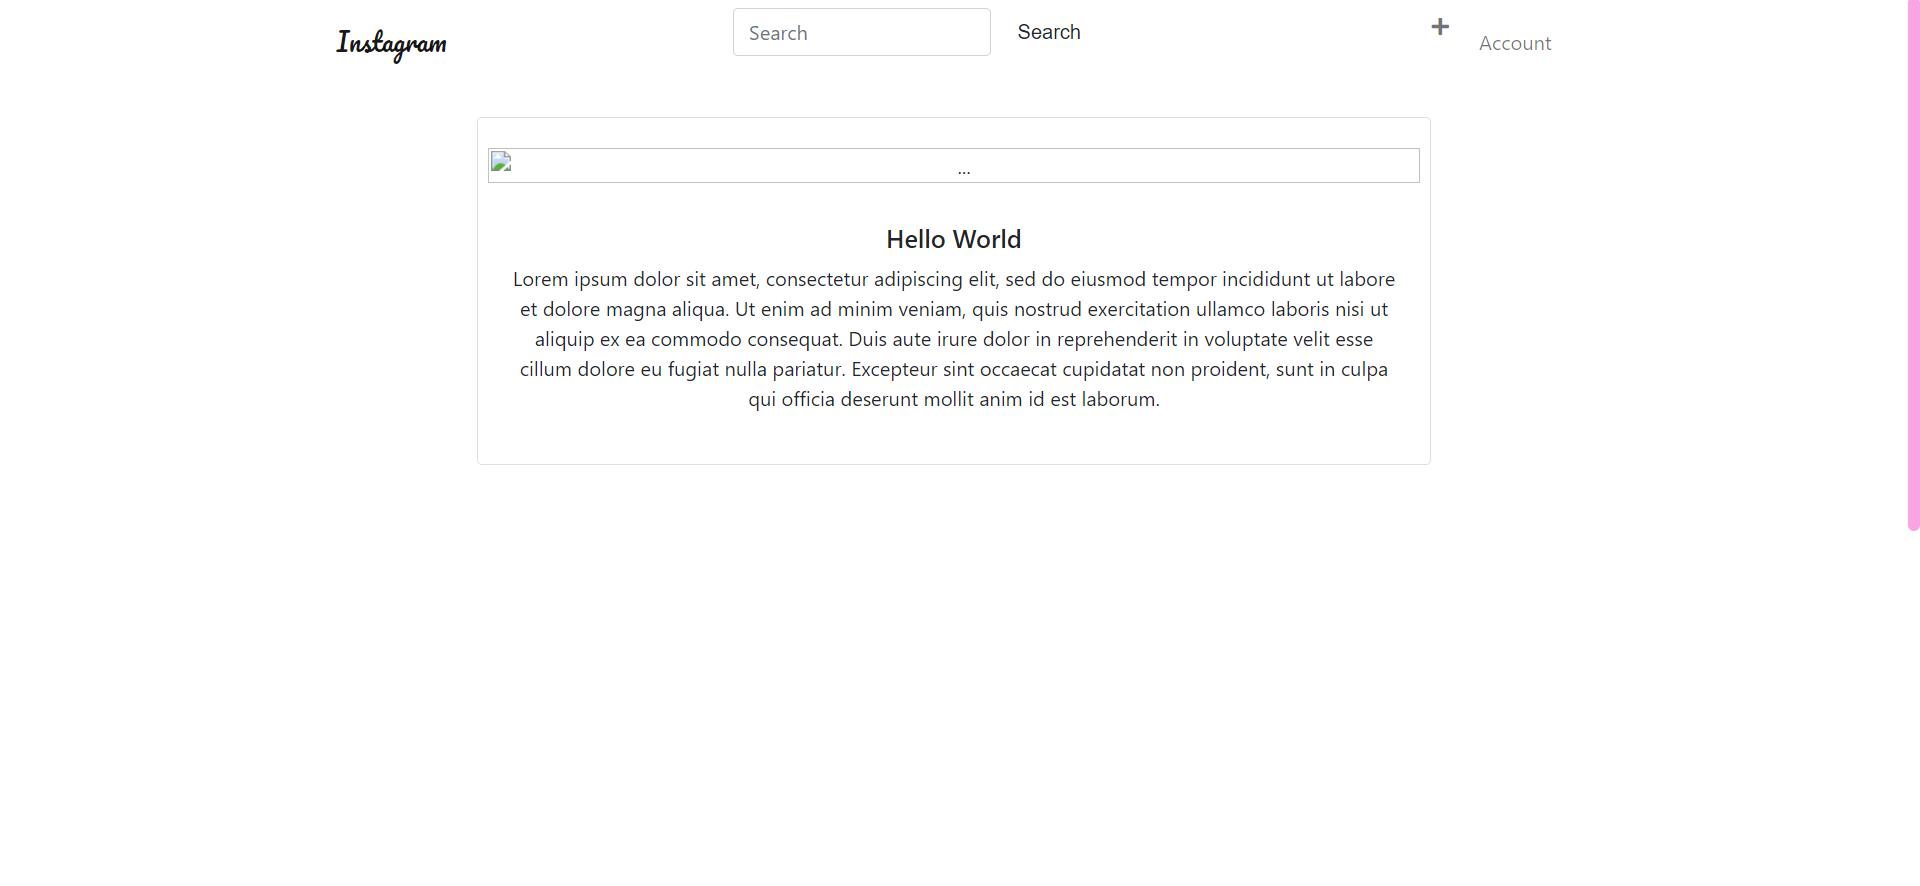 Instagram
Search
Search
Account
...
Hello World
Lorem ipsum dolor sit amet, consectetur adipiscing elit, sed do eiusmod tempor incididunt ut labore
et dolore magna aliqua. Ut enim ad minim veniam, quis nostrud exercitation ullamco laboris nisi ut
aliquip ex ea commodo consequat. Duis aute irure dolor in reprehenderit in voluptate velit esse
cillum dolore eu fugiat nulla pariatur. Excepteur sint occaecat cupidatat non proident, sunt in culpa
qui officia deserunt mollit anim id est laborum.